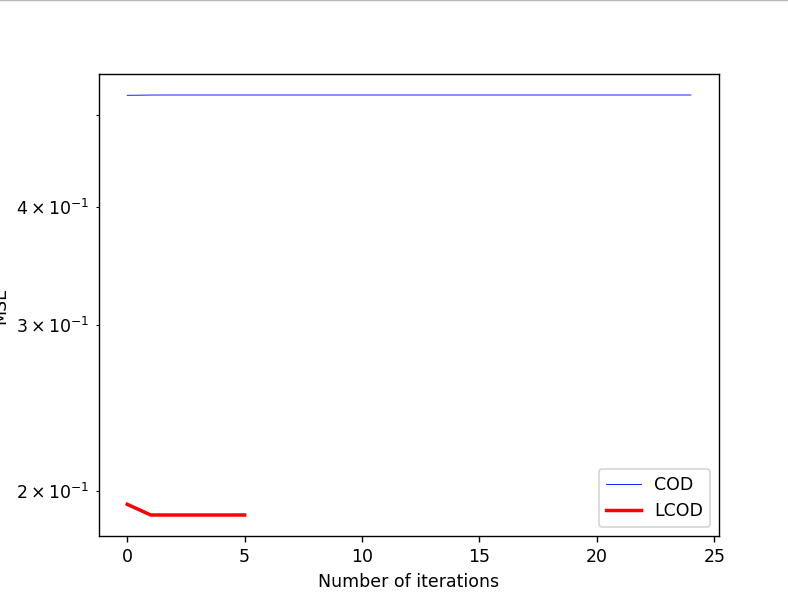 4 × 10⁻¹
3 × 10⁻¹
2 × 10⁻¹
MSE
0 5 10 15 20 25
Number of iterations
COD
LCOD